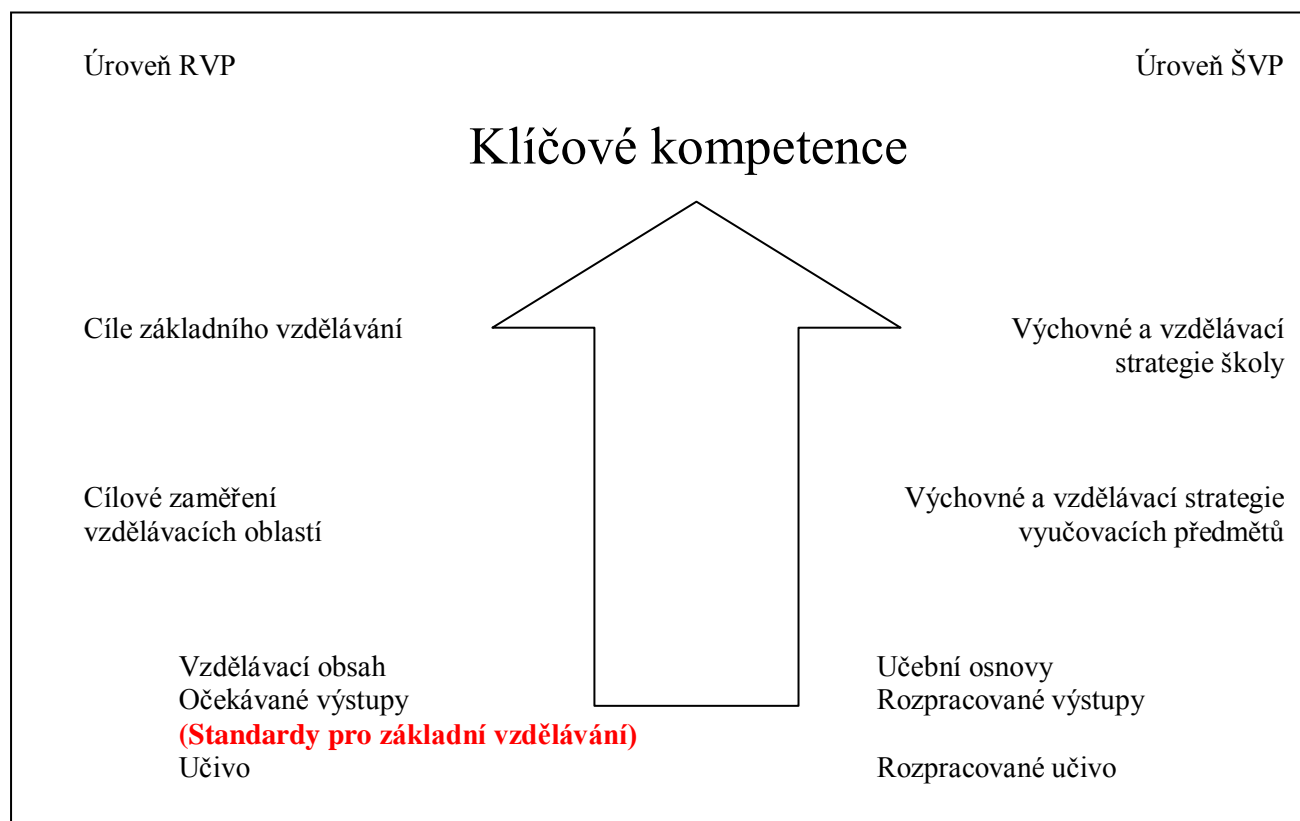 Úroveň RVP
Úroveň ŠVP
Klíčové kompetence
Cíle základního vzdělávání
Výchovné a vzdělávací
strategie školy
Cílové zaměření
vzdělávacích oblastí
Výchovné a vzdělávací strategie
vyučovacích předmětů
Vzdělávací obsah
Očekávané výstupy
(Standardy pro základní vzdělávání)
Učivo
Učební osnovy
Rozpracované výstupy
Rozpracované učivo